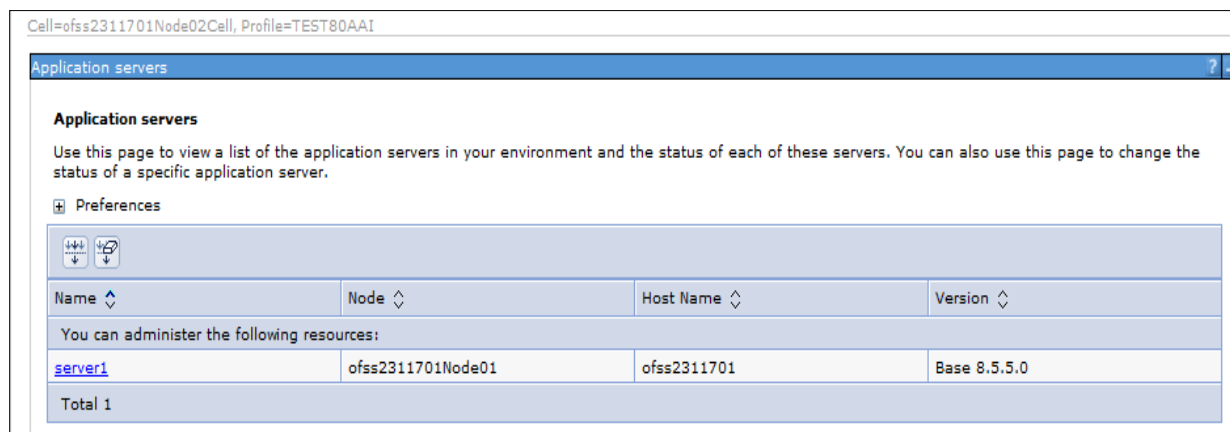 Cell=ofss2311701Node02Cell, Profile=TEST80AAI
Application servers
?
Application servers
Use this page to view a list of the application servers in your environment and the status of each of these servers. You can also use this page to change the
status of a specific application server.
Preferences
Name Node Host Name Version
You can administer the following resources:
server1 ofss2311701Node01 ofss2311701 Base 8.5.5.0
Total 1